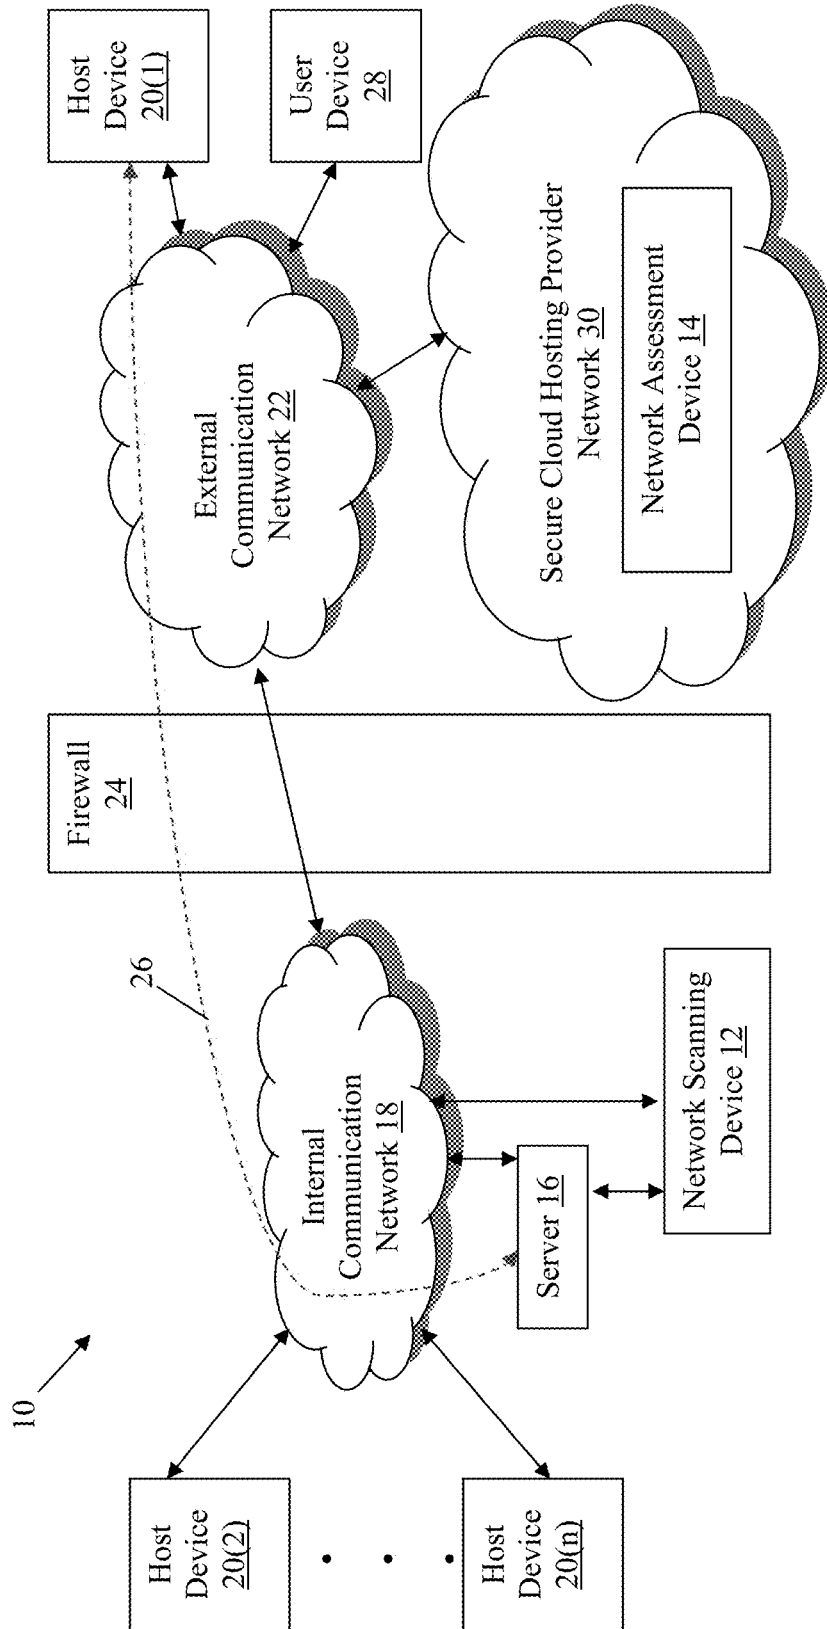 10
Host
Device
20(2)
Host
Device
20(n)
Internal
Communication
Network 18
Server 16
Network Scanning
Device 12
26
Firewall
24
External
Communication
Network 22
Host
Device
20(1)
User
Device
28
Secure Cloud Hosting Provider
Network 30
Network Assessment
Device 14